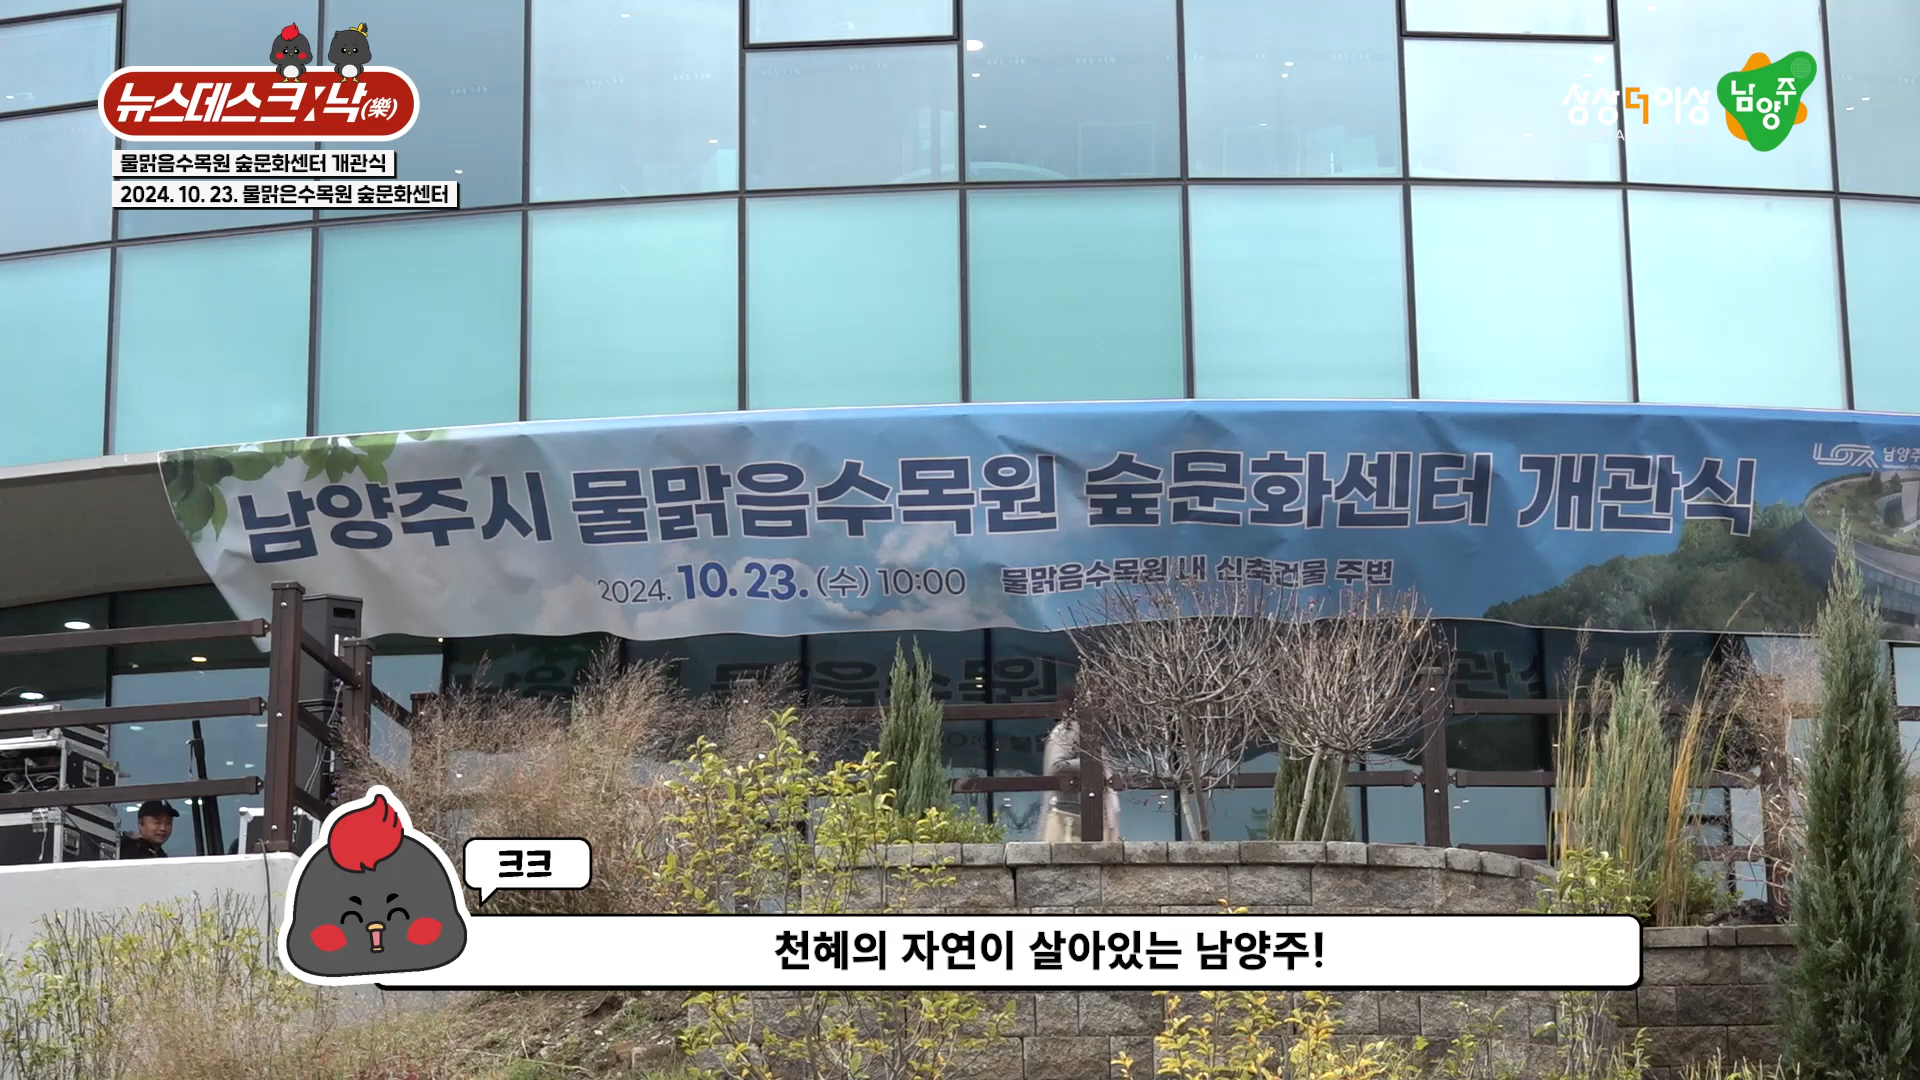 뉴스데스크:낙(樂)
물맑음수목원 숲문화센터 개관식
2024. 10. 23. 물맑은수목원 숲문화센터
상상더이상
남양주
남양주시 물맑음수목원 숲문화센터 개관식
2024. 10. 23. (수) 10:00 물맑음수목원 내 신축건물 주변
남양주
크크
천혜의 자연이 살아있는 남양주!